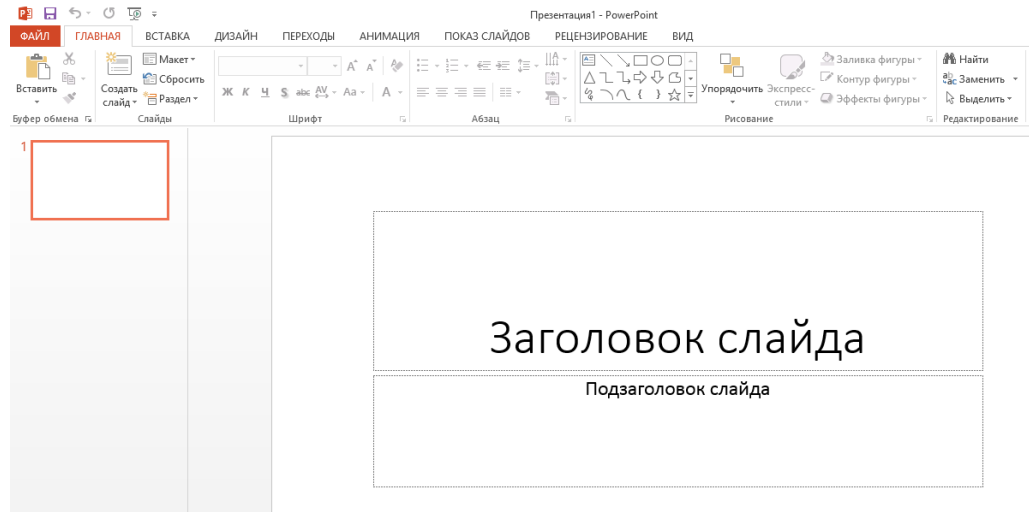 Презентация1 - PowerPoint
ФАЙЛ ГЛАВНАЯ ВСТАВКА ДИЗАЙН ПЕРЕХОДЫ АНИМАЦИЯ ПОКАЗ СЛАЙДОВ РЕЦЕНЗИРОВАНИЕ ВИД
Вставить
Создать слайд
Макет
Сбросить
Раздел
Ж К Ч S abc AV Aa A
Упорядочить
Экспресс-стили
Заливка фигуры
Контур фигуры
Эффекты фигуры
Найти
Заменить
Выделить
Буфер обмена Слайды Шрифт Абзац Рисование Редактирование
1
Заголовок слайда
Подзаголовок слайда